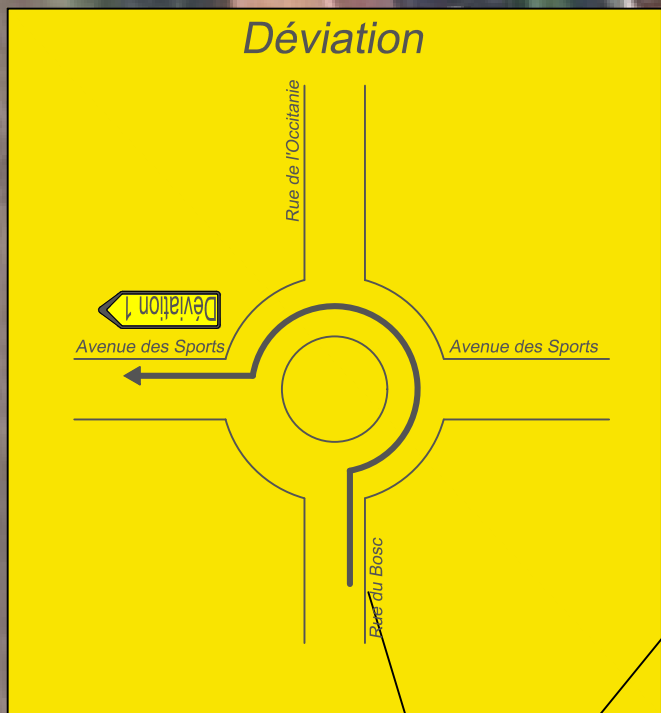 Déviation
Rue de l'Occitanie
Déviation 1
Avenue des Sports
Avenue des Sports
Rue du Bosc